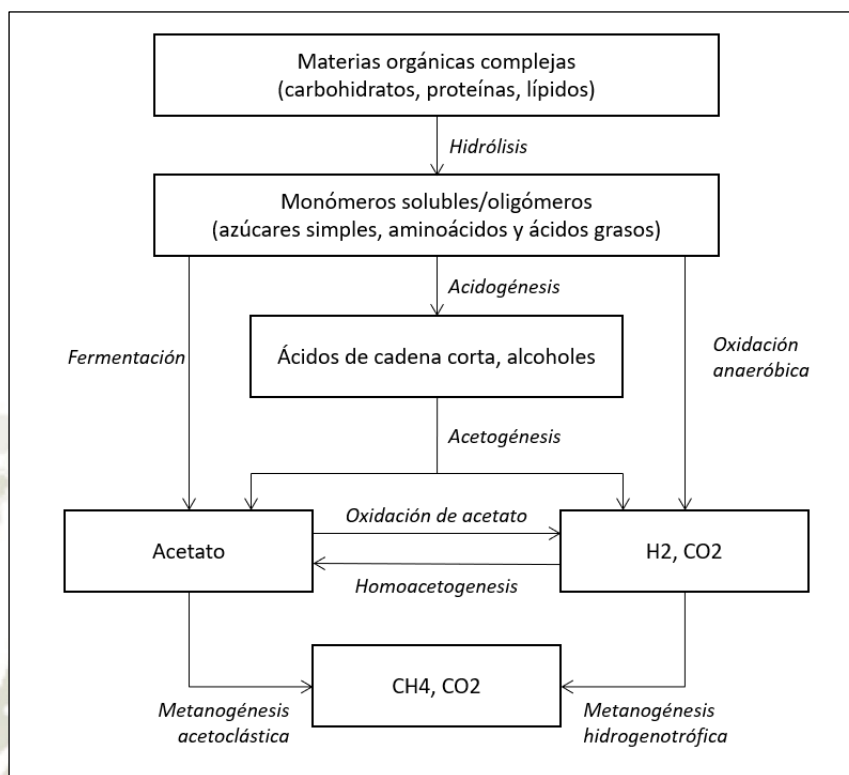 Materias orgánicas complejas
(carbohidratos, proteínas, lípidos)
Hidrólisis
Monómeros solubles/oligómeros
(azúcares simples, aminoácidos y ácidos grasos)
Acidogénesis
Fermentación
Ácidos de cadena corta, alcoholes
Oxidación
anaeróbica
Acetogénesis
Oxidación de acetato
Acetato
H2, CO2
Homoacetogenesis
CH4, CO2
Metanogénesis
acetoclástica
Metanogénesis
hidrogenotrófica